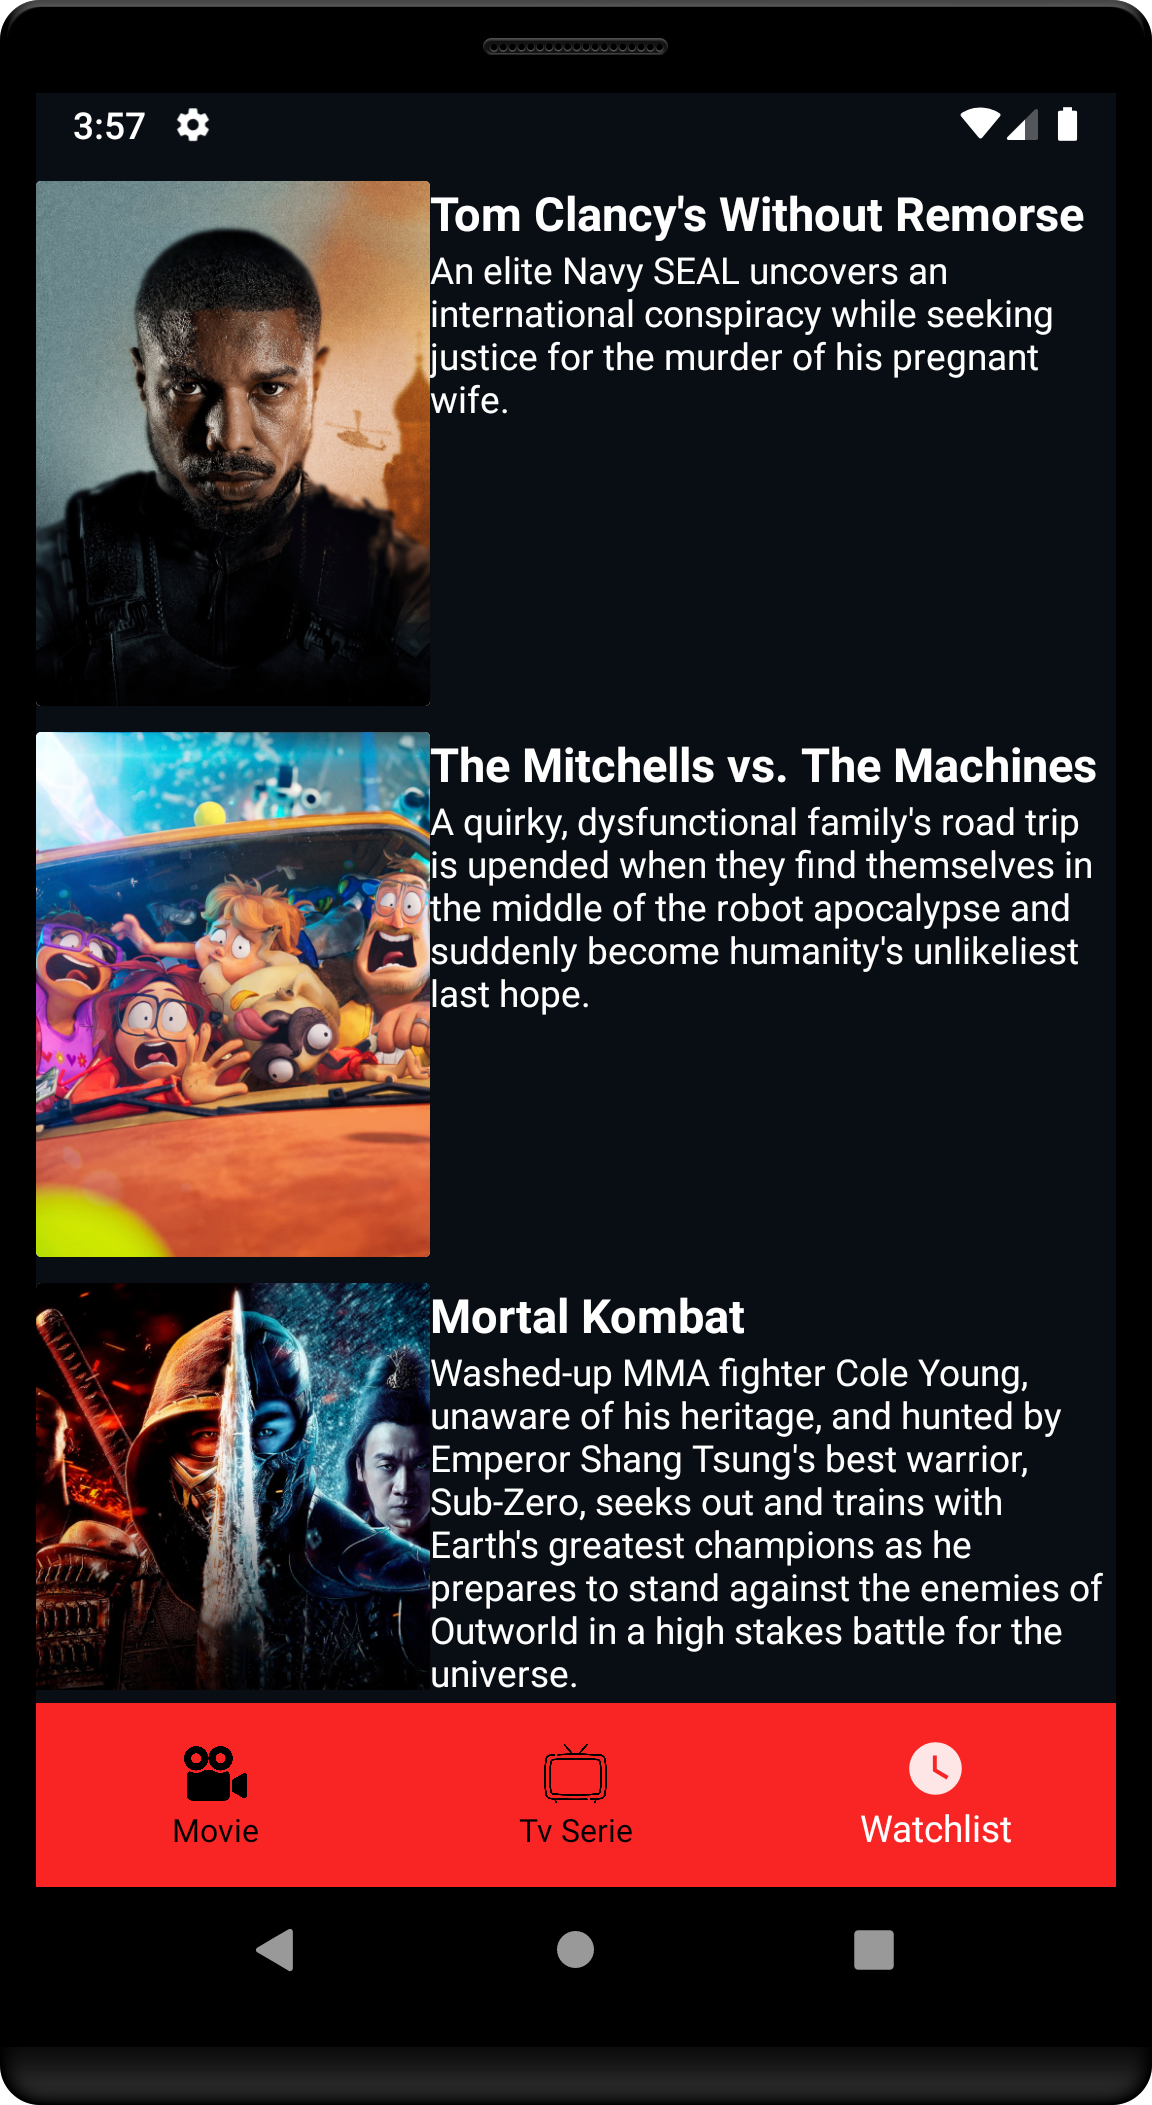 3:57
Tom Clancy's Without Remorse
An elite Navy SEAL uncovers an
international conspiracy while seeking
justice for the murder of his pregnant
wife.
The Mitchells vs. The Machines
A quirky, dysfunctional family's road trip
is upended when they find themselves in
the middle of the robot apocalypse and
suddenly become humanity's unlikeliest
last hope.
Mortal Kombat
Washed-up MMA fighter Cole Young,
unaware of his heritage, and hunted by
Emperor Shang Tsung's best warrior,
Sub-Zero, seeks out and trains with
Earth's greatest champions as he
prepares to stand against the enemies of
Outworld in a high stakes battle for the
universe.
Movie
Tv Serie
Watchlist